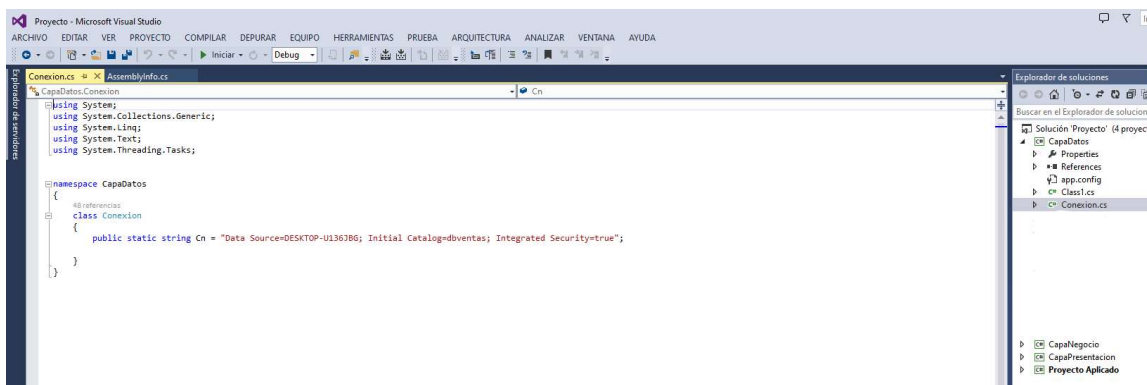 Proyecto - Microsoft Visual Studio
ARCHIVO EDITAR VER PROYECTO COMPILAR DEPURAR EQUIPO HERRAMIENTAS PRUEBA ARQUITECTURA ANALIZAR VENTANA AYUDA
Iniciar Debug
Explorador de servidores
Conexion.cs AssemblyInfo.cs
CapaDatos.Conexion Cn
using System;
using System.Collections.Generic;
using System.Linq;
using System.Text;
using System.Threading.Tasks;
namespace CapaDatos
{
48 referencias
class Conexion
{
public static string Cn = "Data Source=DESKTOP-U136JBG; Initial Catalog=dbventas; Integrated Security=true";
}
}
Explorador de soluciones
Buscar en el Explorador de solucion
Solución 'Proyecto' (4 proyec
CapaDatos
Properties
References
app.config
Class1.cs
Conexion.cs
CapaNegocio
CapaPresentacion
Proyecto Aplicado